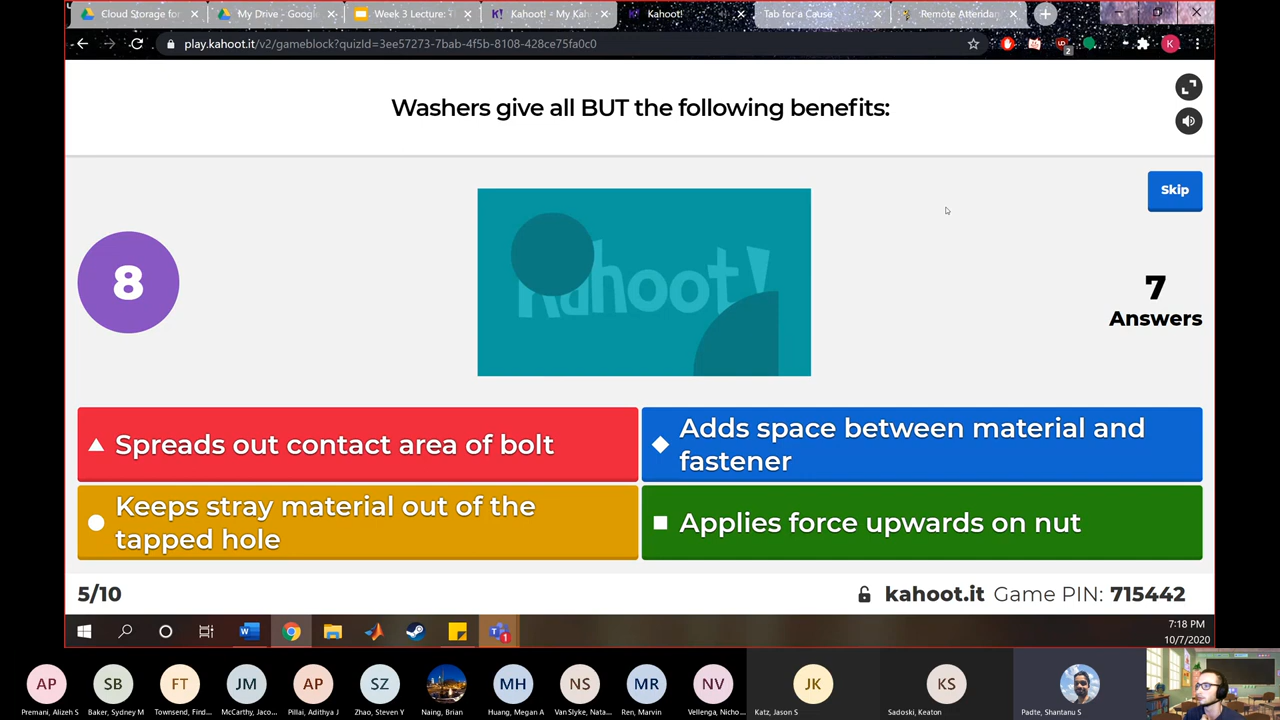 Cloud Storage for
My Drive - Google
Week 3 Lecture: T
Kahoot! - My Kah
Kahoot!
Tab for a Cause
Remote Attendan
play.kahoot.it/v2/gameblock?quizId=3ee57273-7bab-4f5b-8108-428ce75fa0c0
K
2
Washers give all BUT the following benefits:
Skip
8
Kahoot!
7
Answers
Spreads out contact area of bolt
Adds space between material and
fastener
Keeps stray material out of the
tapped hole
Applies force upwards on nut
5/10
kahoot.it Game PIN: 715442
1
7:18 PM
10/7/2020
AP
SB
FT
JM
AP
SZ
MH
NS
MR
NV
JK
KS
Premani, Alizeh S
Baker, Sydney M
Townsend, Find...
McCarthy, Jaco...
Pillai, Adithya J
Zhao, Steven Y
Naing, Brian
Huang, Megan A
Van Slyke, Nata...
Ren, Marvin
Vellenga, Nicho...
Katz, Jason S
Sadoski, Keaton
Padte, Shantanu S